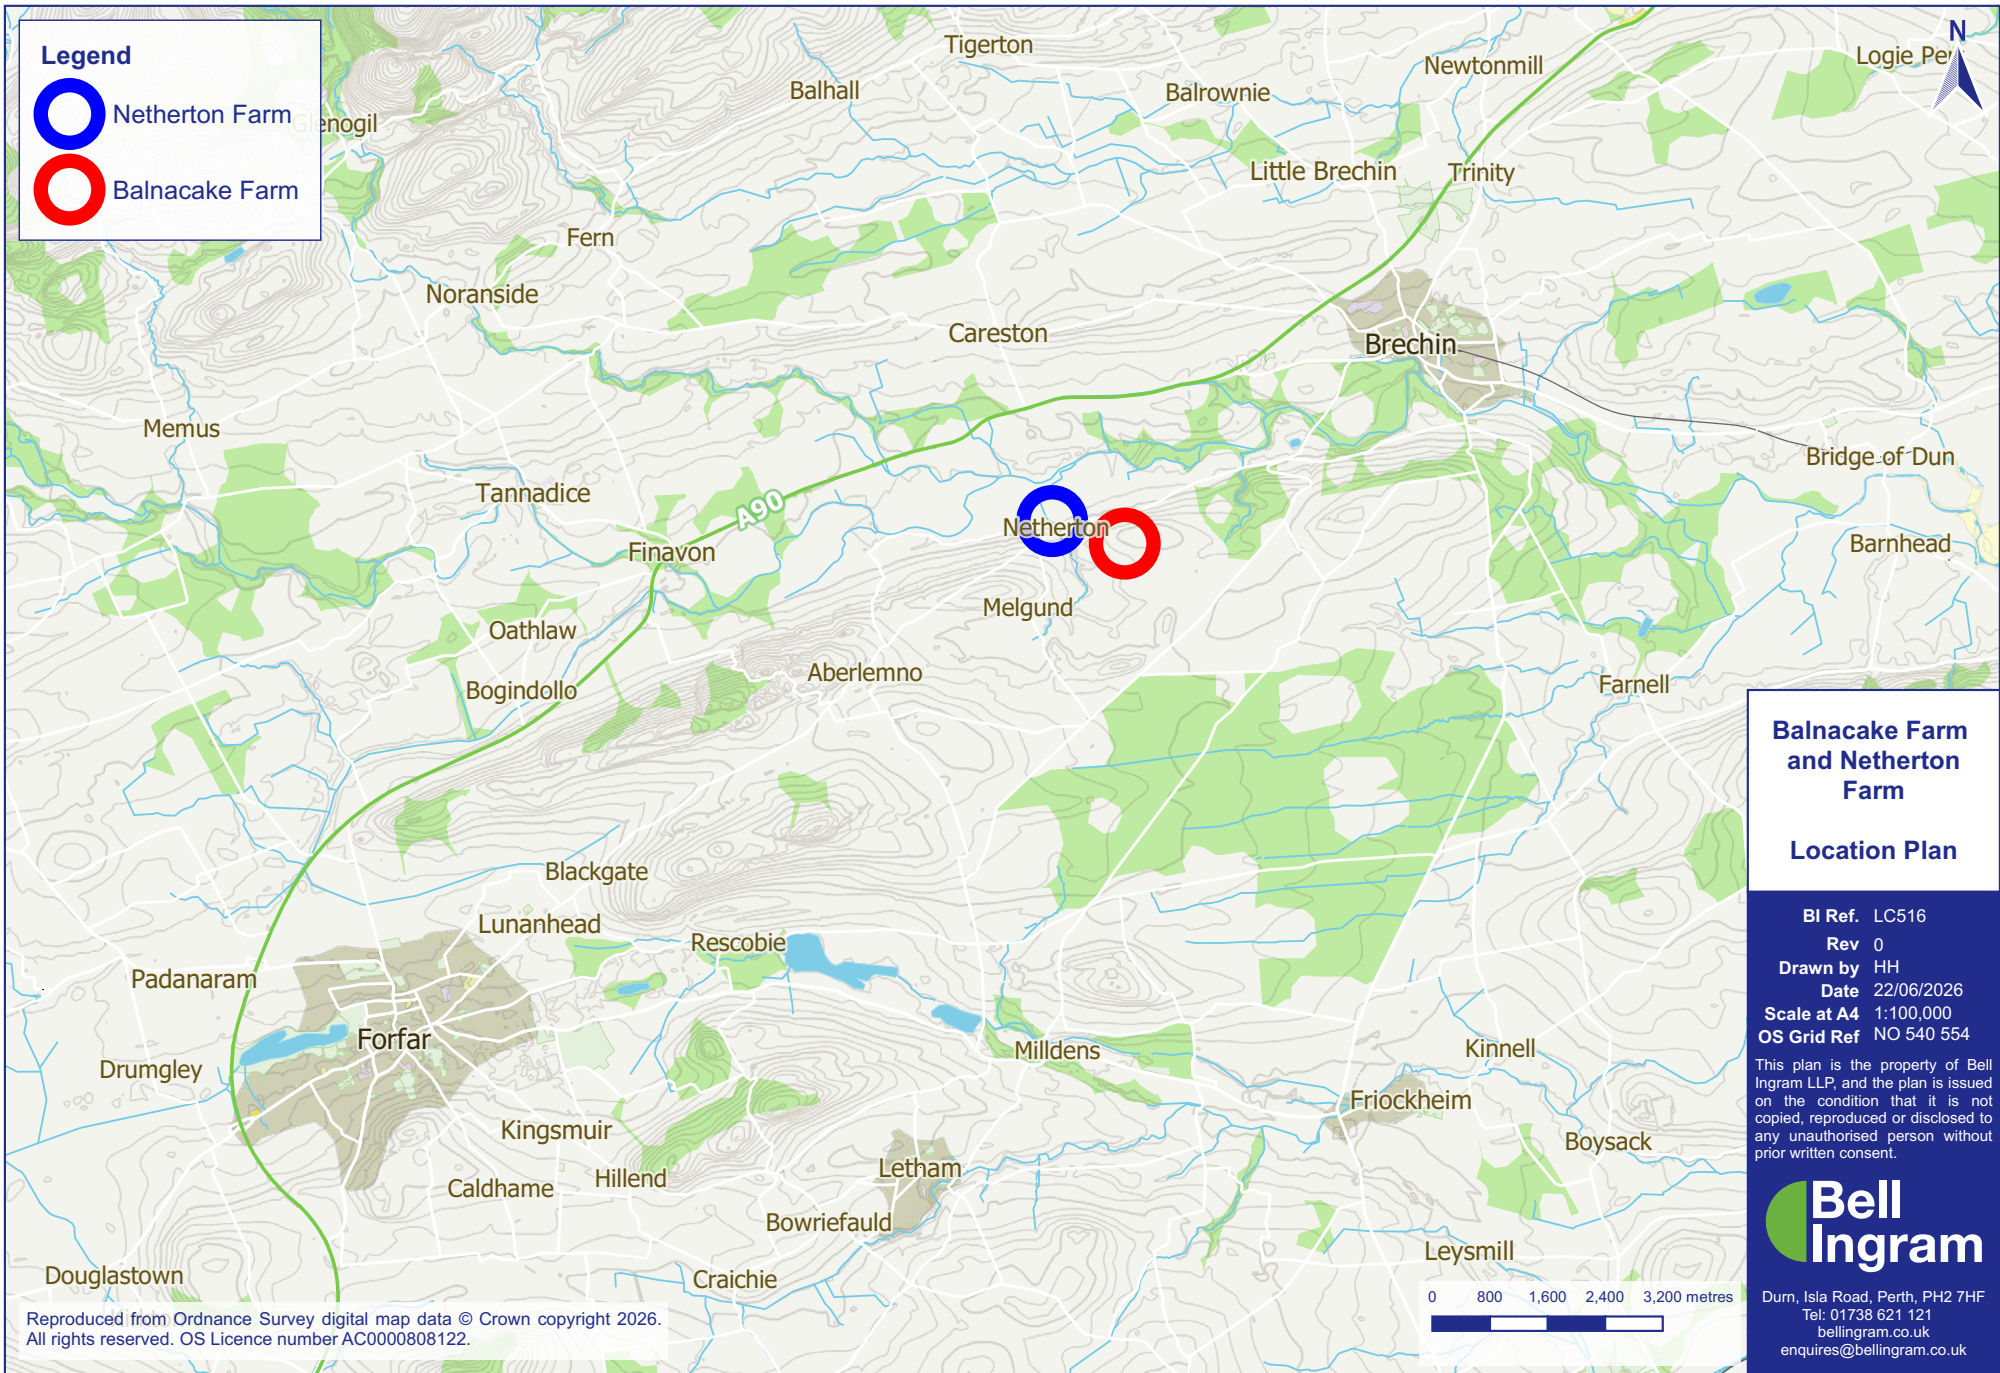 Legend
Netherton Farm
Balnacake Farm
N
Tigerton
Newtonmill
Balhall
Balrownie
Little Brechin
Trinity
Fern
Noranside
Careston
Brechin
Memus
Bridge of Dun
Tannadice
A90
Netherton
Finavon
Barnhead
Melgund
Oathlaw
Aberlemno
Bogindollo
Farnell
Blackgate
Lunanhead
Rescobie
Padanaram
Forfar
Milldens
Kinnell
Drumgley
Friockheim
Kingsmuir
Boysack
Letham
Hillend
Caldhame
Bowriefauld
Leysmill
Douglastown
Craichie
Reproduced from Ordnance Survey digital map data © Crown copyright 2026.
All rights reserved. OS Licence number AC0000808122.
0 800 1,600 2,400 3,200 metres
Balnacake Farm
and Netherton
Farm
Location Plan
BI Ref. LC516
Rev 0
Drawn by HH
Date 22/06/2026
Scale at A4 1:100,000
OS Grid Ref NO 540 554
This plan is the property of Bell
Ingram LLP, and the plan is issued
on the condition that it is not
copied, reproduced or disclosed to
any unauthorised person without
prior written consent.
Bell
Ingram
Durn, Isla Road, Perth, PH2 7HF
Tel: 01738 621 121
bellingram.co.uk
enquires@bellingram.co.uk